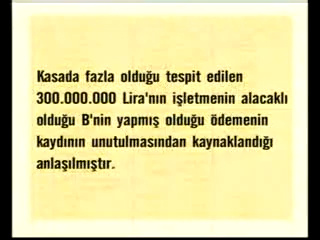 Kasada fazla olduğu tespit edilen
300.000.000 Lira'nın işletmenin alacaklı
olduğu B'nin yapmış olduğu ödemenin
kaydının unutulmasından kaynaklandığı
anlaşılmıştır.